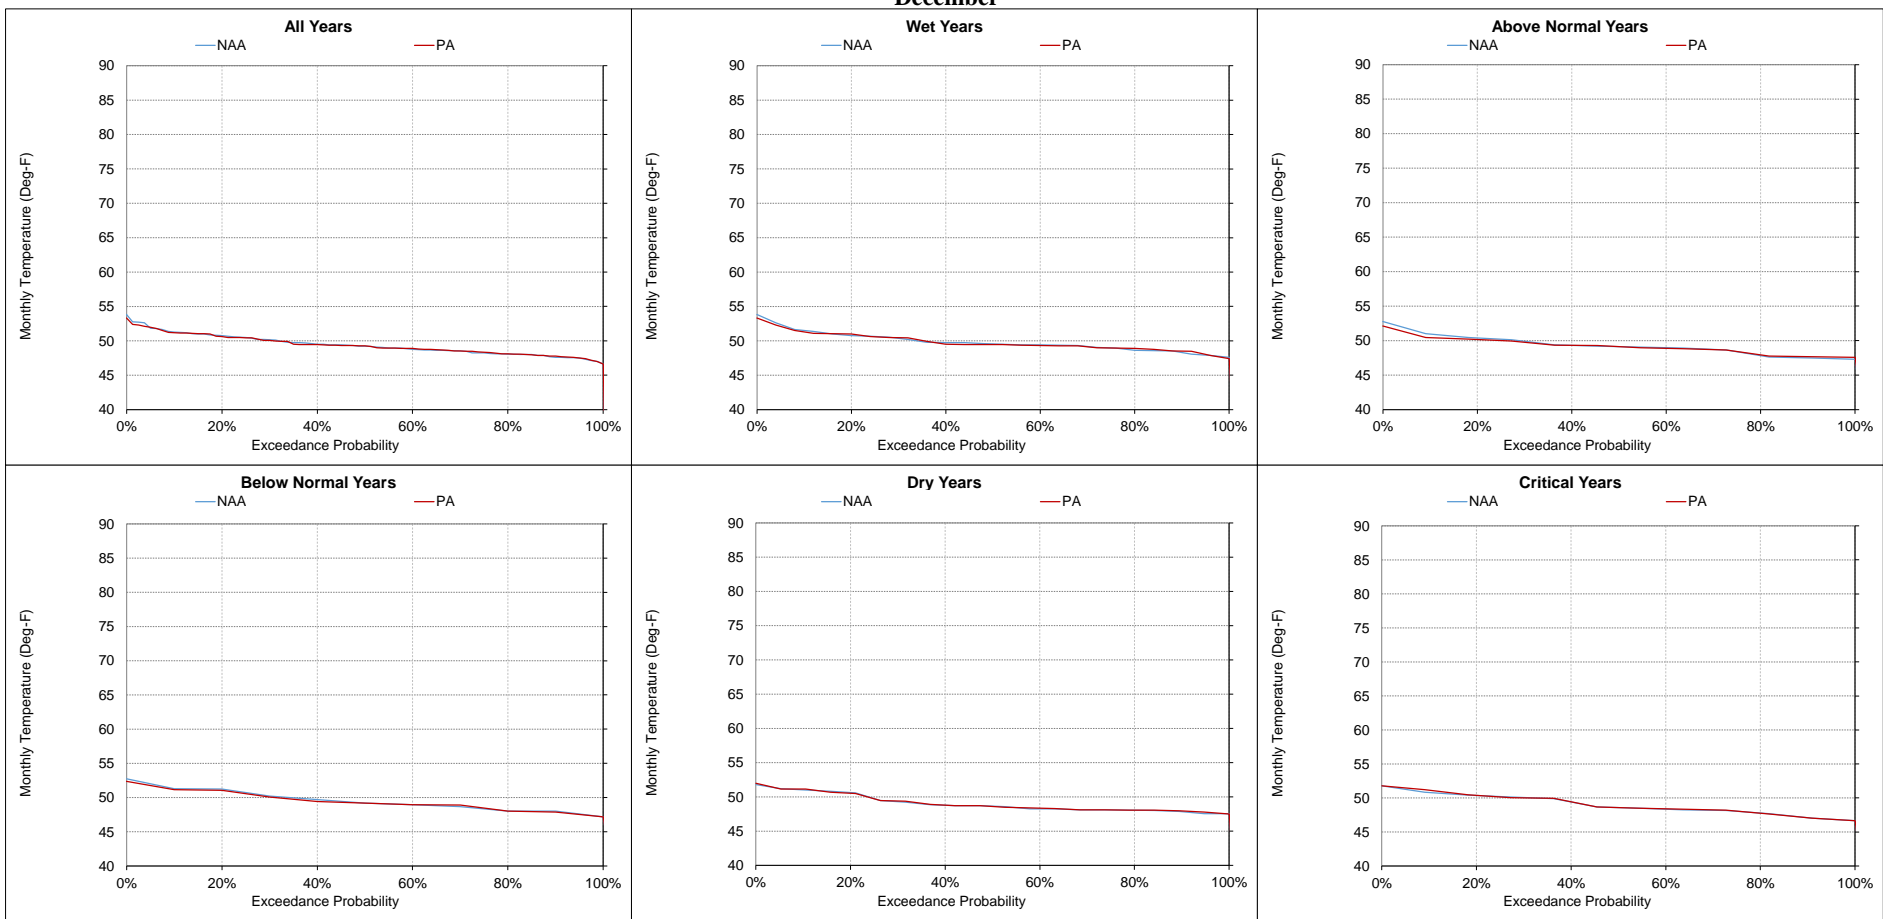 December
All Years
NAA PA
Monthly Temperature (Deg-F)
90
85
80
75
70
65
60
55
50
45
40
0% 20% 40% 60% 80% 100%
Exceedance Probability
Wet Years
NAA PA
Monthly Temperature (Deg-F)
90
85
80
75
70
65
60
55
50
45
40
0% 20% 40% 60% 80% 100%
Exceedance Probability
Above Normal Years
NAA PA
Monthly Temperature (Deg-F)
90
85
80
75
70
65
60
55
50
45
40
0% 20% 40% 60% 80% 100%
Exceedance Probability
Below Normal Years
NAA PA
Monthly Temperature (Deg-F)
90
85
80
75
70
65
60
55
50
45
40
0% 20% 40% 60% 80% 100%
Exceedance Probability
Dry Years
NAA PA
Monthly Temperature (Deg-F)
90
85
80
75
70
65
60
55
50
45
40
0% 20% 40% 60% 80% 100%
Exceedance Probability
Critical Years
NAA PA
Monthly Temperature (Deg-F)
90
85
80
75
70
65
60
55
50
45
40
0% 20% 40% 60% 80% 100%
Exceedance Probability